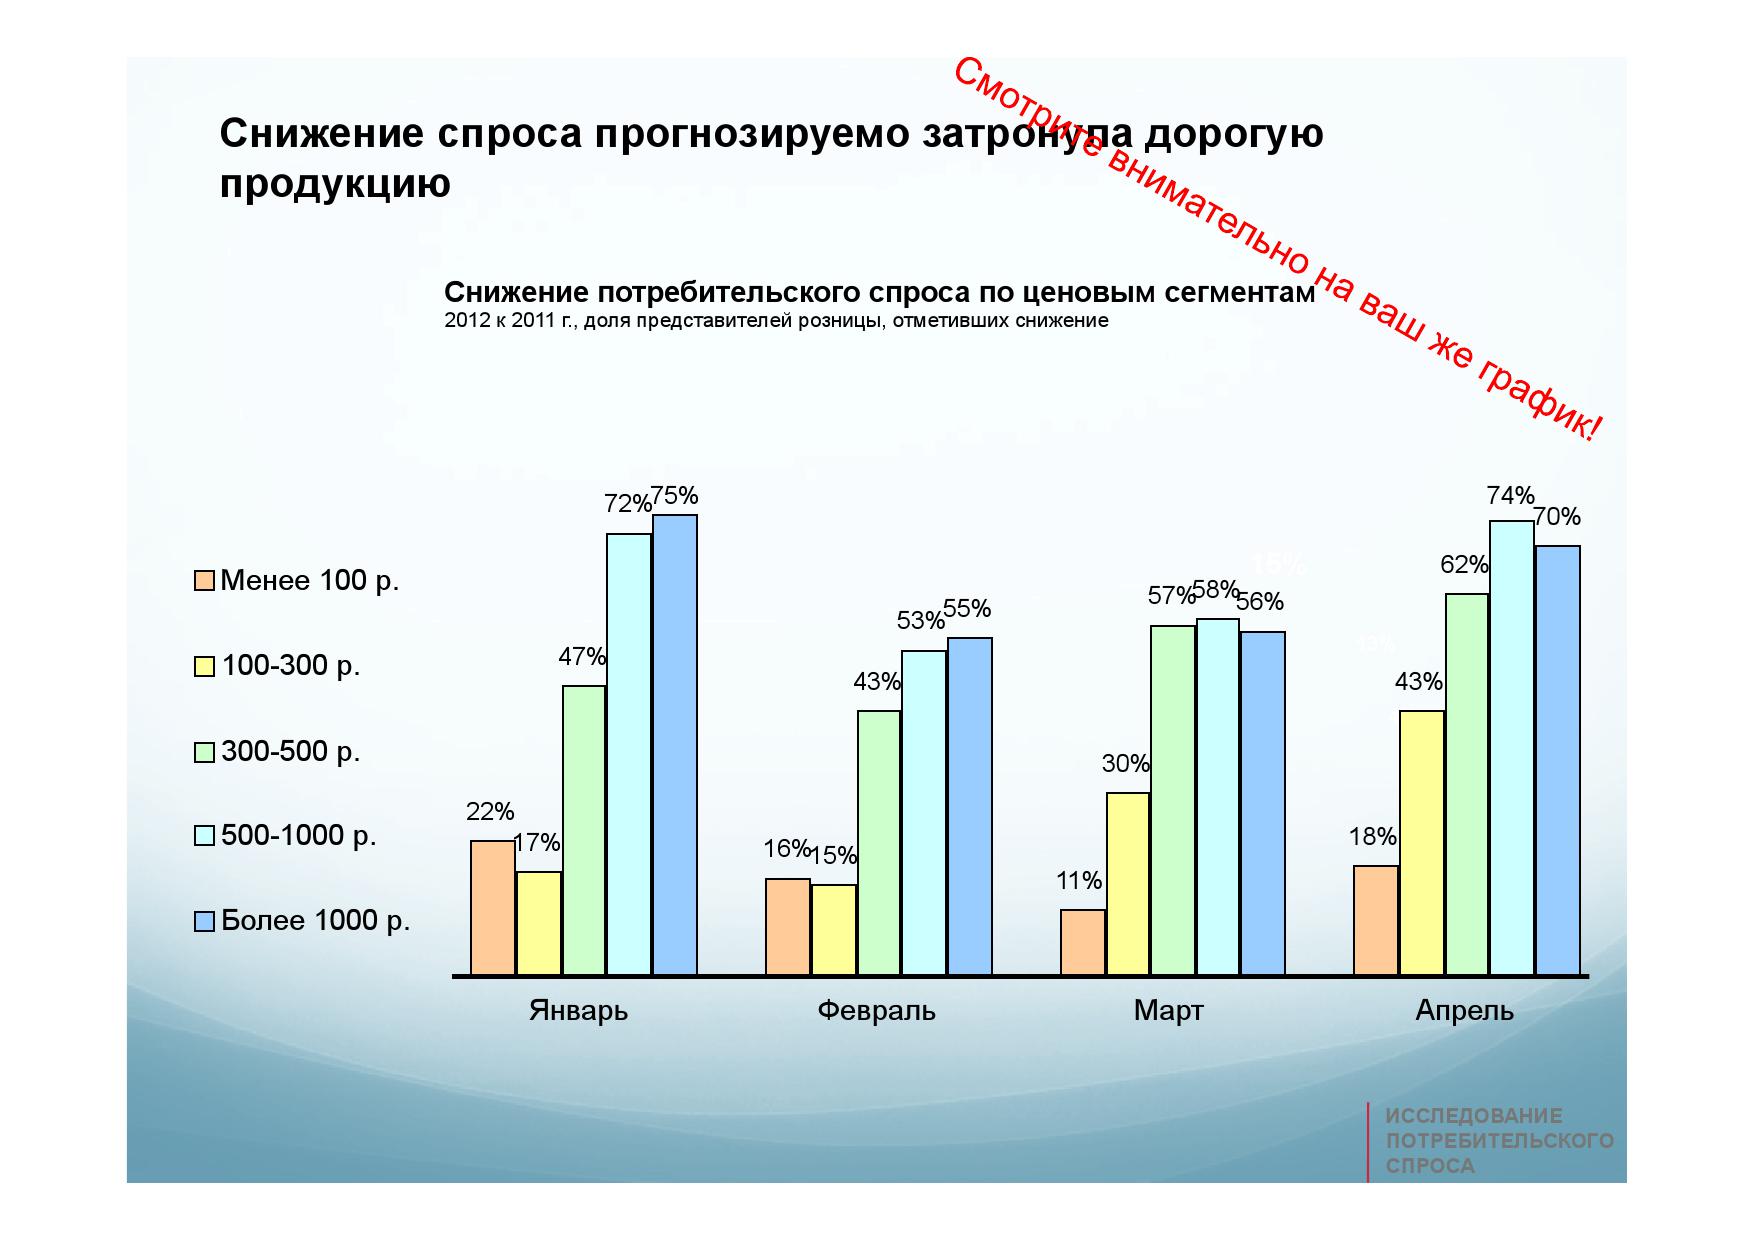 Смотрите внимательно на ваш же график!
Снижение спроса прогнозируемо затронула дорогую
продукцию
Снижение потребительского спроса по ценовым сегментам
2012 к 2011 г., доля представителей розницы, отметивших снижение
Менее 100 р.
100-300 р.
300-500 р.
500-1000 р.
Более 1000 р.
22%
17%
47%
72%
75%
16%
15%
43%
53%
55%
11%
30%
57%
58%
56%
15%
18%
43%
62%
74%
70%
Январь
Февраль
Март
Апрель
ИССЛЕДОВАНИЕ
ПОТРЕБИТЕЛЬСКОГО
СПРОСА